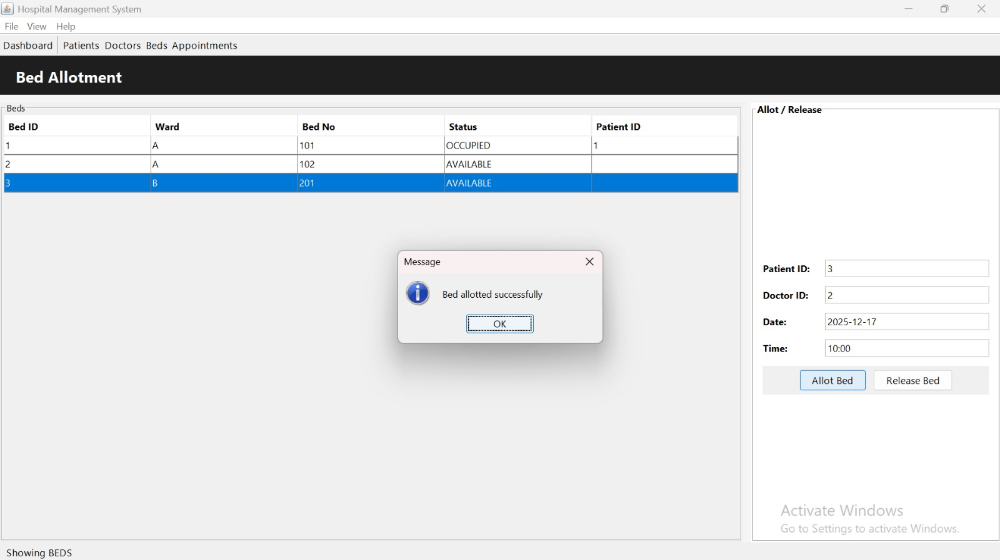 Hospital Management System
File View Help
Dashboard Patients Doctors Beds Appointments
Bed Allotment
Beds
Bed ID Ward Bed No Status Patient ID
1 A 101 OCCUPIED 1
2 A 102 AVAILABLE
3 B 201 AVAILABLE
Message
Bed allotted successfully
OK
Allot / Release
Patient ID: 3
Doctor ID: 2
Date: 2025-12-17
Time: 10:00
Allot Bed Release Bed
Activate Windows
Go to Settings to activate Windows.
Showing BEDS